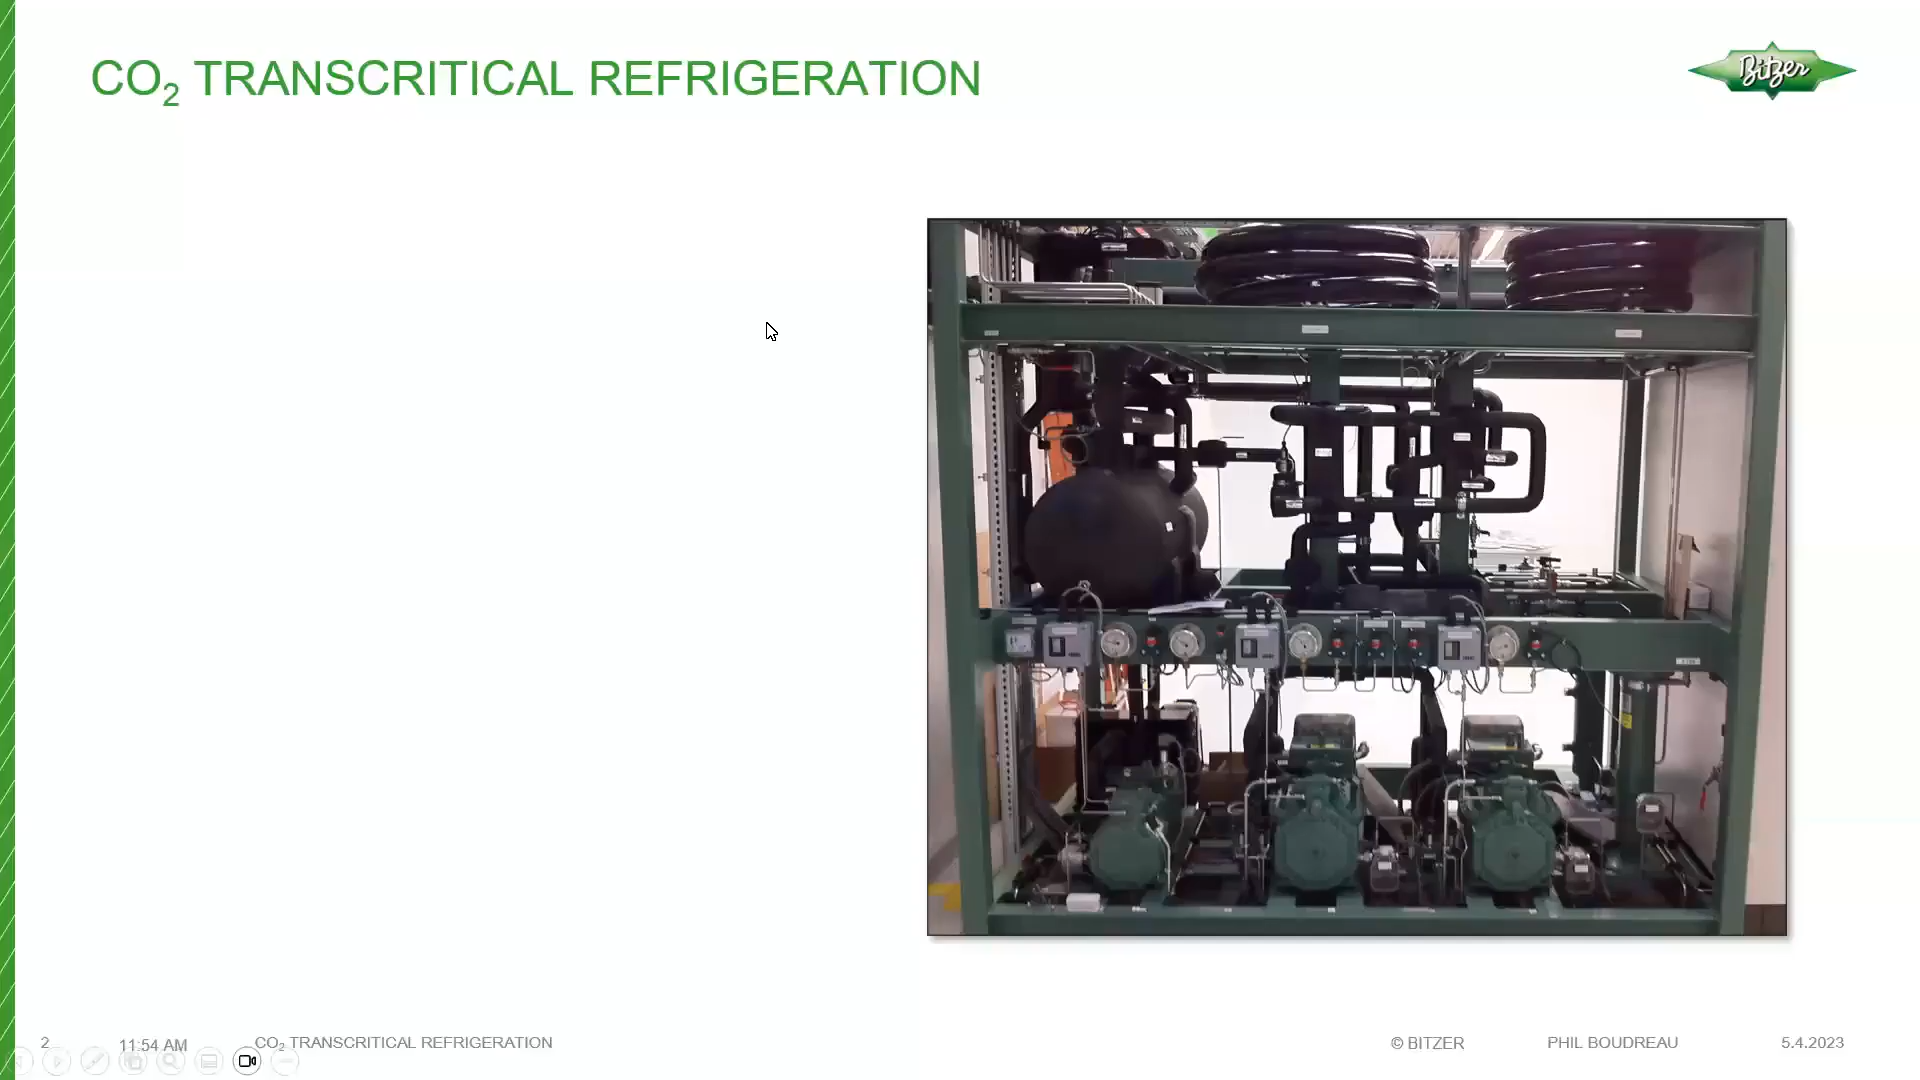 CO₂ TRANSCRITICAL REFRIGERATION
Bitzer
2
11:54 AM
CO₂ TRANSCRITICAL REFRIGERATION
© BITZER
PHIL BOUDREAU
5.4.2023